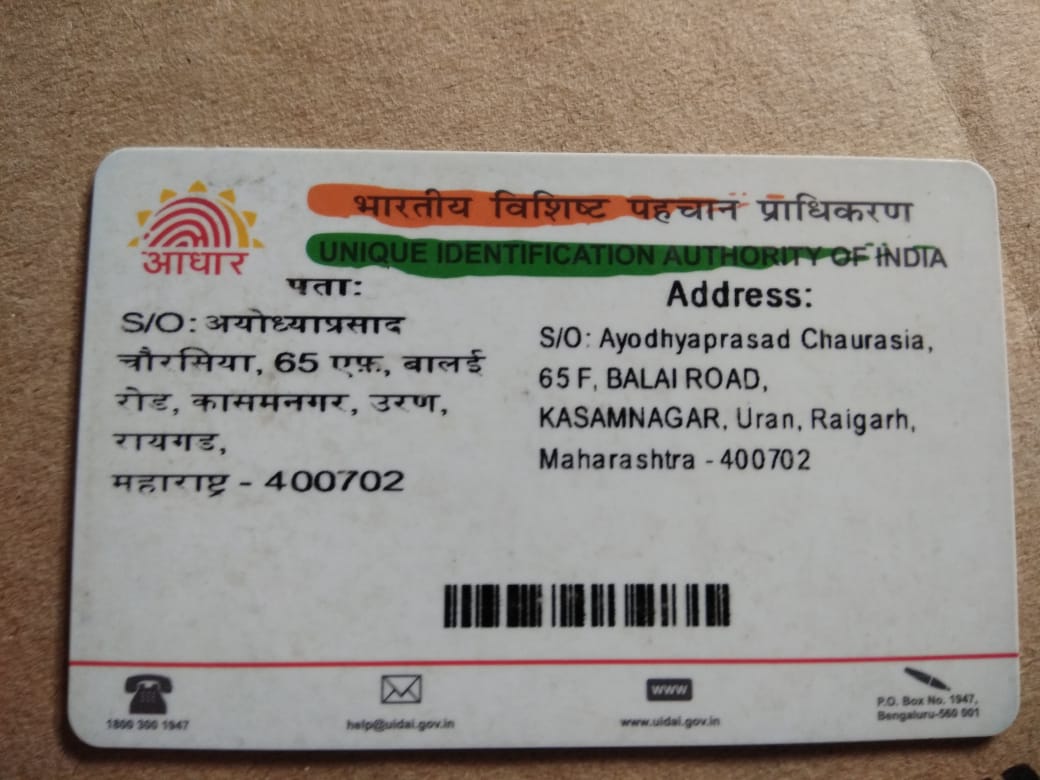 भारतीय विशिष्ट पहचान प्राधिकरण
UNIQUE IDENTIFICATION AUTHORITY OF INDIA
आधार
पता:
S/O: अयोध्याप्रसाद
चौरसिया, 65 एफ़, बालई
रोड, कासमनगर, उरण,
रायगड,
महाराष्ट्र - 400702
Address:
S/O: Ayodhyaprasad Chaurasia,
65 F, BALAI ROAD,
KASAMNAGAR, Uran, Raigarh,
Maharashtra - 400702
1800 300 1947
help@uidai.gov.in
www
www.uidai.gov.in
P.O. Box No. 1947,
Bengaluru-560 001